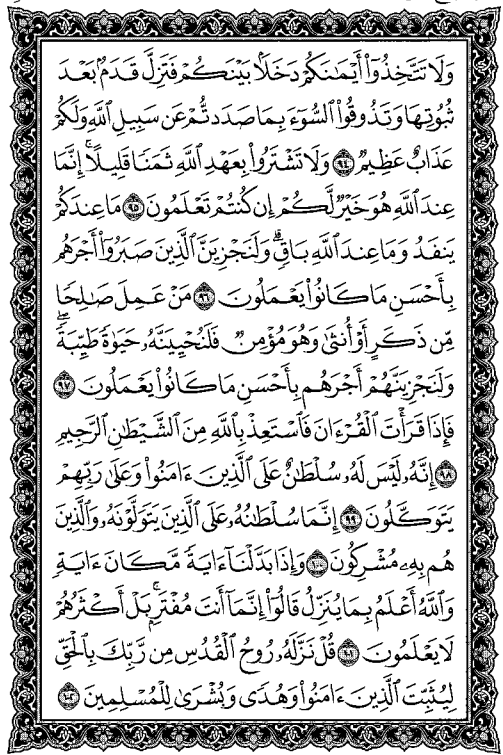 وَلَا تَتَّخِذُوٓا۟ أَيْمَٰنَكُمْ دَخَلًۢا بَيْنَكُمْ فَتَزِلَّ قَدَمٌۢ بَعْدَ
ثُبُوتِهَا وَتَذُوقُوا۟ ٱلسُّوٓءَ بِمَا صَدَدتُّمْ عَن سَبِيلِ ٱللَّهِ وَلَكُمْ
عَذَابٌ عَظِيمٌ ٩٤ وَلَا تَشْتَرُوا۟ بِعَهْدِ ٱللَّهِ ثَمَنًا قَلِيلًا ۚ إِنَّمَا
عِندَ ٱللَّهِ هُوَ خَيْرٌ لَّكُمْ إِن كُنتُمْ تَعْلَمُونَ ٩٥ مَا عِندَكُمْ
يَنفَدُ وَمَا عِندَ ٱللَّهِ بَاقٍ ۗ وَلَنَجْزِيَنَّ ٱلَّذِينَ صَبَرُوٓا۟ أَجْرَهُم
بِأَحْسَنِ مَا كَانُوا۟ يَعْمَلُونَ ٩٦ مَنْ عَمِلَ صَٰلِحًا
مِّن ذَكَرٍ أَوْ أُنثَىٰ وَهُوَ مُؤْمِنٌ فَلَنُحْيِيَنَّهُۥ حَيَوٰةً طَيِّبَةً ۖ
وَلَنَجْزِيَنَّهُمْ أَجْرَهُم بِأَحْسَنِ مَا كَانُوا۟ يَعْمَلُونَ ٩٧
فَإِذَا قَرَأْتَ ٱلْقُرْءَانَ فَٱسْتَعِذْ بِٱللَّهِ مِنَ ٱلشَّيْطَٰنِ ٱلرَّجِيمِ
٩٨ إِنَّهُۥ لَيْسَ لَهُۥ سُلْطَٰنٌ عَلَى ٱلَّذِينَ ءَامَنُوا۟ وَعَلَىٰ رَبِّهِمْ
يَتَوَكَّلُونَ ٩٩ إِنَّمَا سُلْطَٰنُهُۥ عَلَى ٱلَّذِينَ يَتَوَلَّوْنَهُۥ وَٱلَّذِينَ
هُم بِهِۦ مُشْرِكُونَ ١٠٠ وَإِذَا بَدَّلْنَآ ءَايَةً مَّكَانَ ءَايَةٍ
وَٱللَّهُ أَعْلَمُ بِمَا يُنَزِّلُ قَالُوٓا۟ إِنَّمَآ أَنتَ مُفْتَرٍۭ ۚ بَلْ أَكْثَرُهُمْ
لَا يَعْلَمُونَ ١٠١ قُلْ نَزَّلَهُۥ رُوحُ ٱلْقُدُسِ مِن رَّبِّكَ بِٱلْحَقِّ
لِيُثَبِّتَ ٱلَّذِينَ ءَامَنُوا۟ وَهُدًى وَبُشْرَىٰ لِلْمُسْلِمِينَ ١٠٢